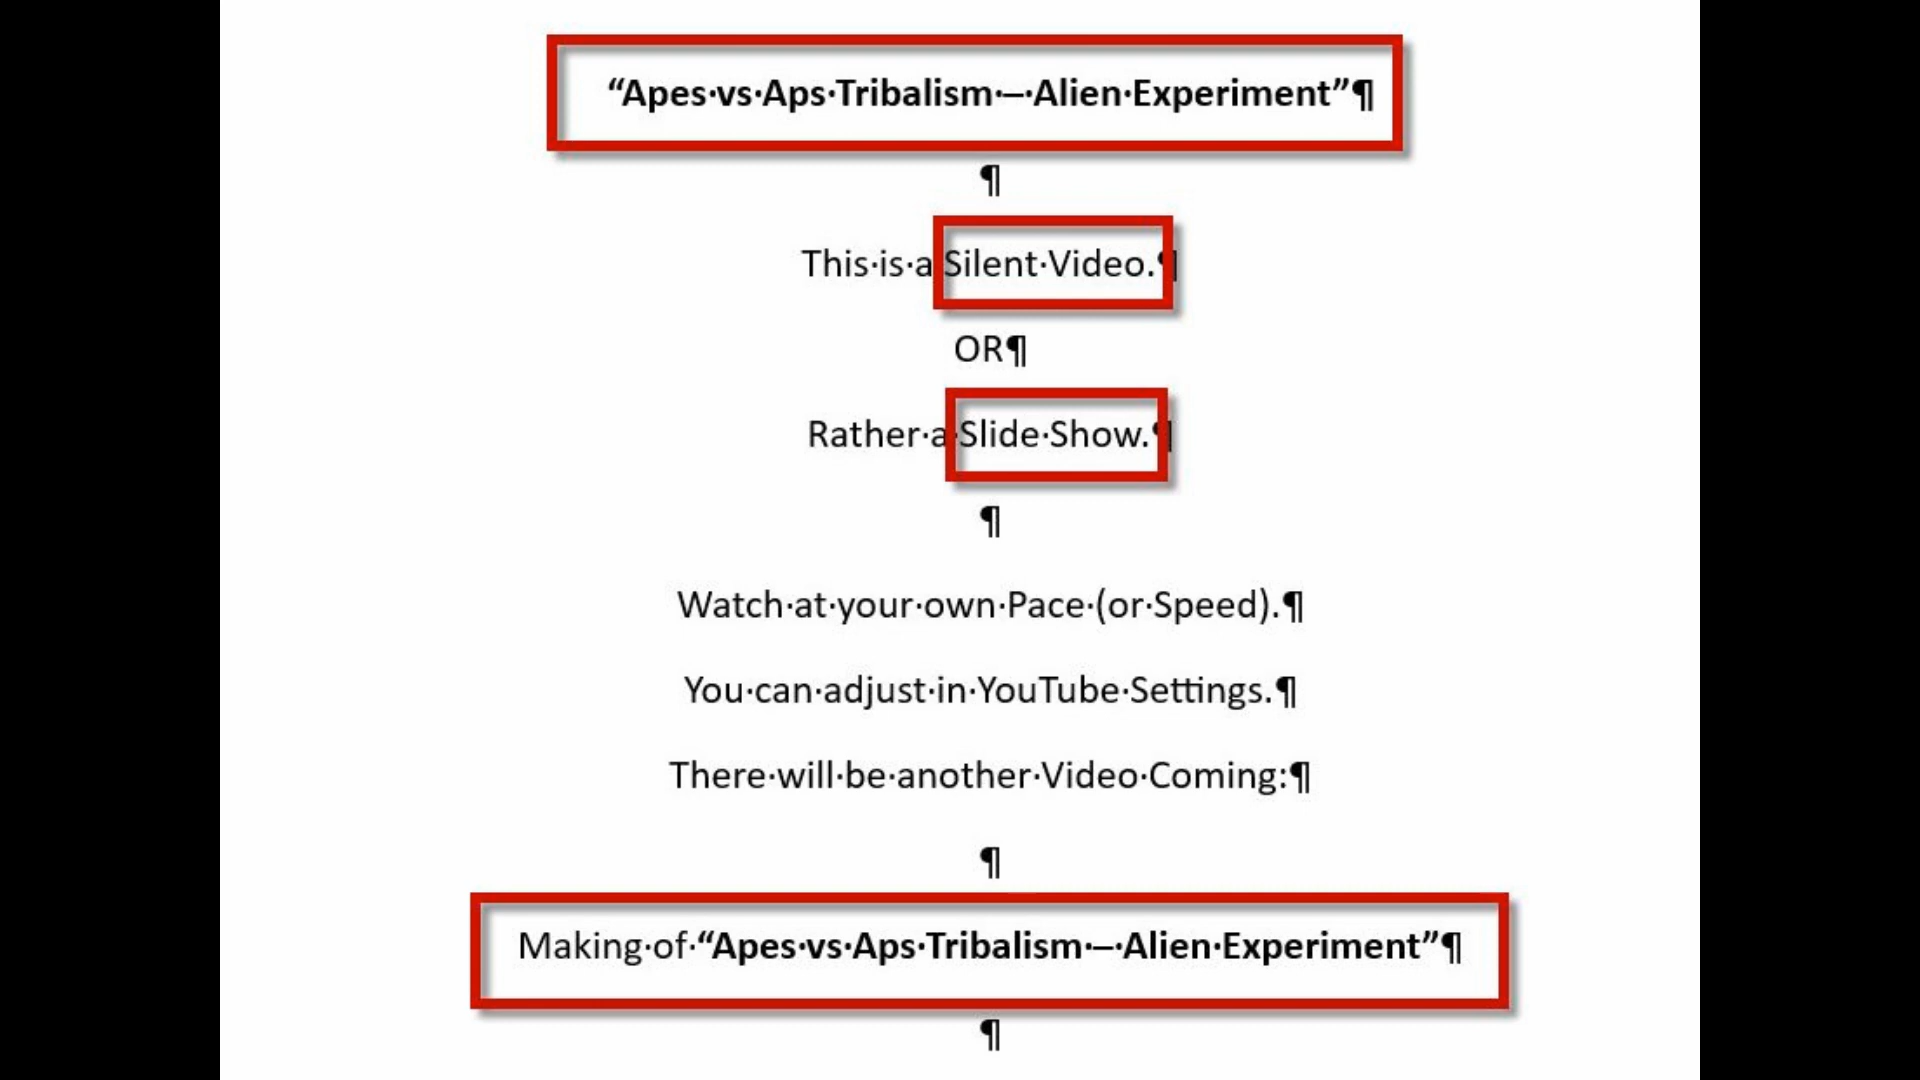 “Apes vs Aps Tribalism – Alien Experiment”¶
¶
This is a Silent Video.¶
OR¶
Rather a Slide Show.¶
¶
Watch at your own Pace (or Speed).¶
You can adjust in YouTube Settings.¶
There will be another Video Coming:¶
¶
Making of “Apes vs Aps Tribalism – Alien Experiment”¶
¶